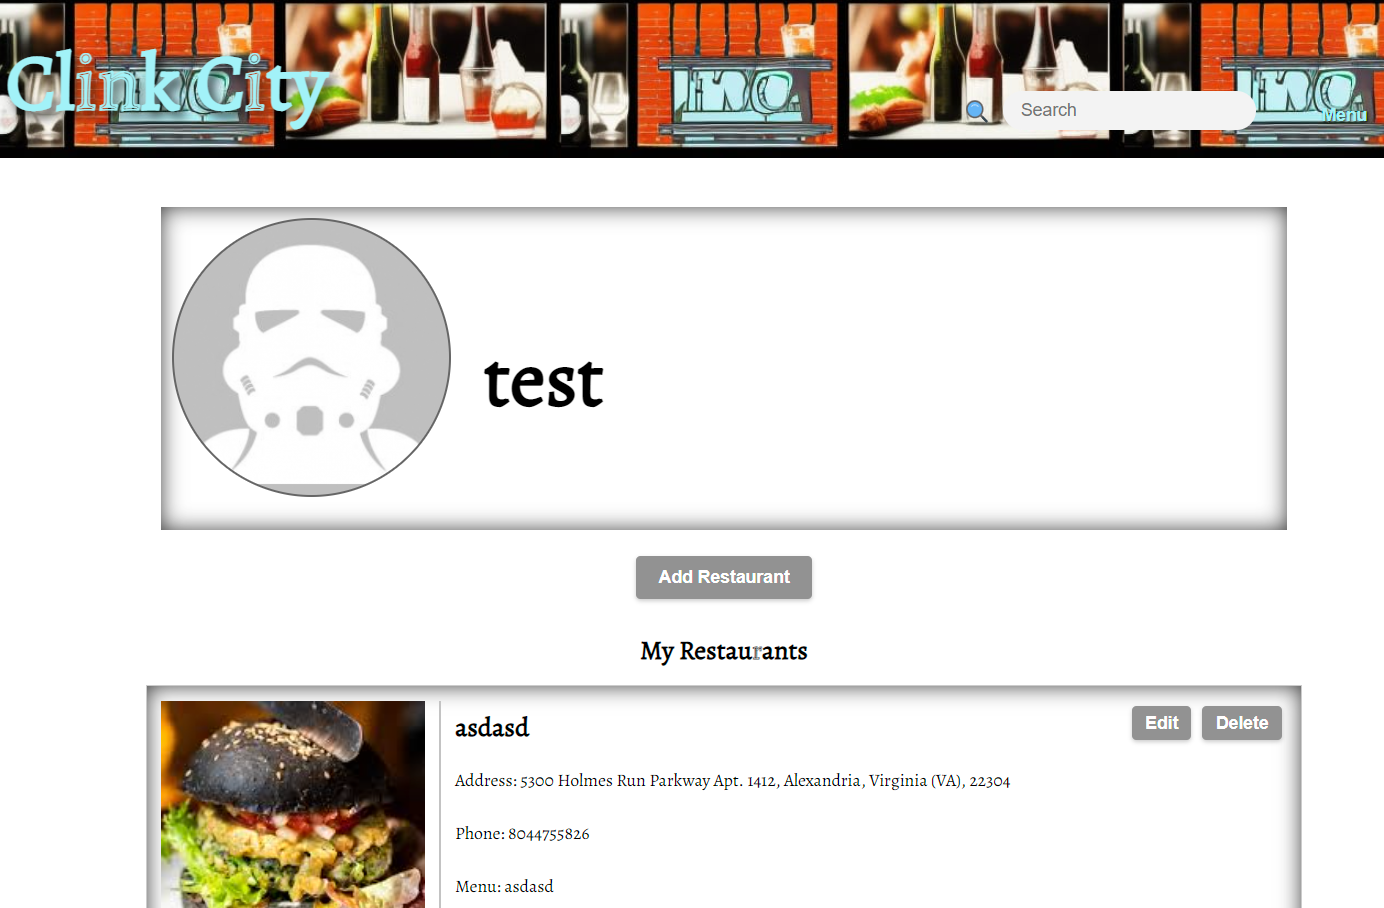 Clink City
Search
Menu
test
Add Restaurant
My Restaurants
asdasd
Edit
Delete
Address: 5300 Holmes Run Parkway Apt. 1412, Alexandria, Virginia (VA), 22304
Phone: 8044755826
Menu: asdasd